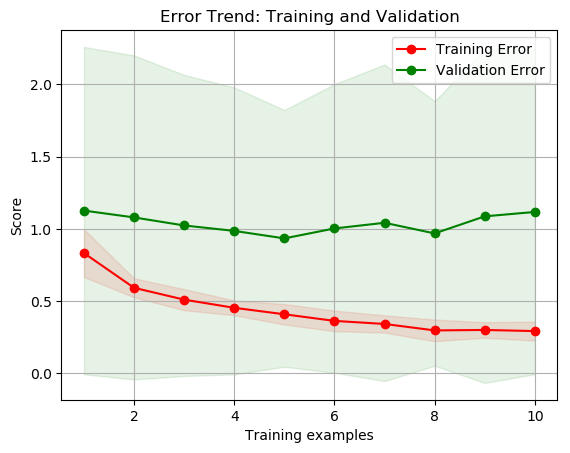 Error Trend: Training and Validation
Training Error
Validation Error
2.0
1.5
1.0
0.5
0.0
Score
2
4
6
8
10
Training examples